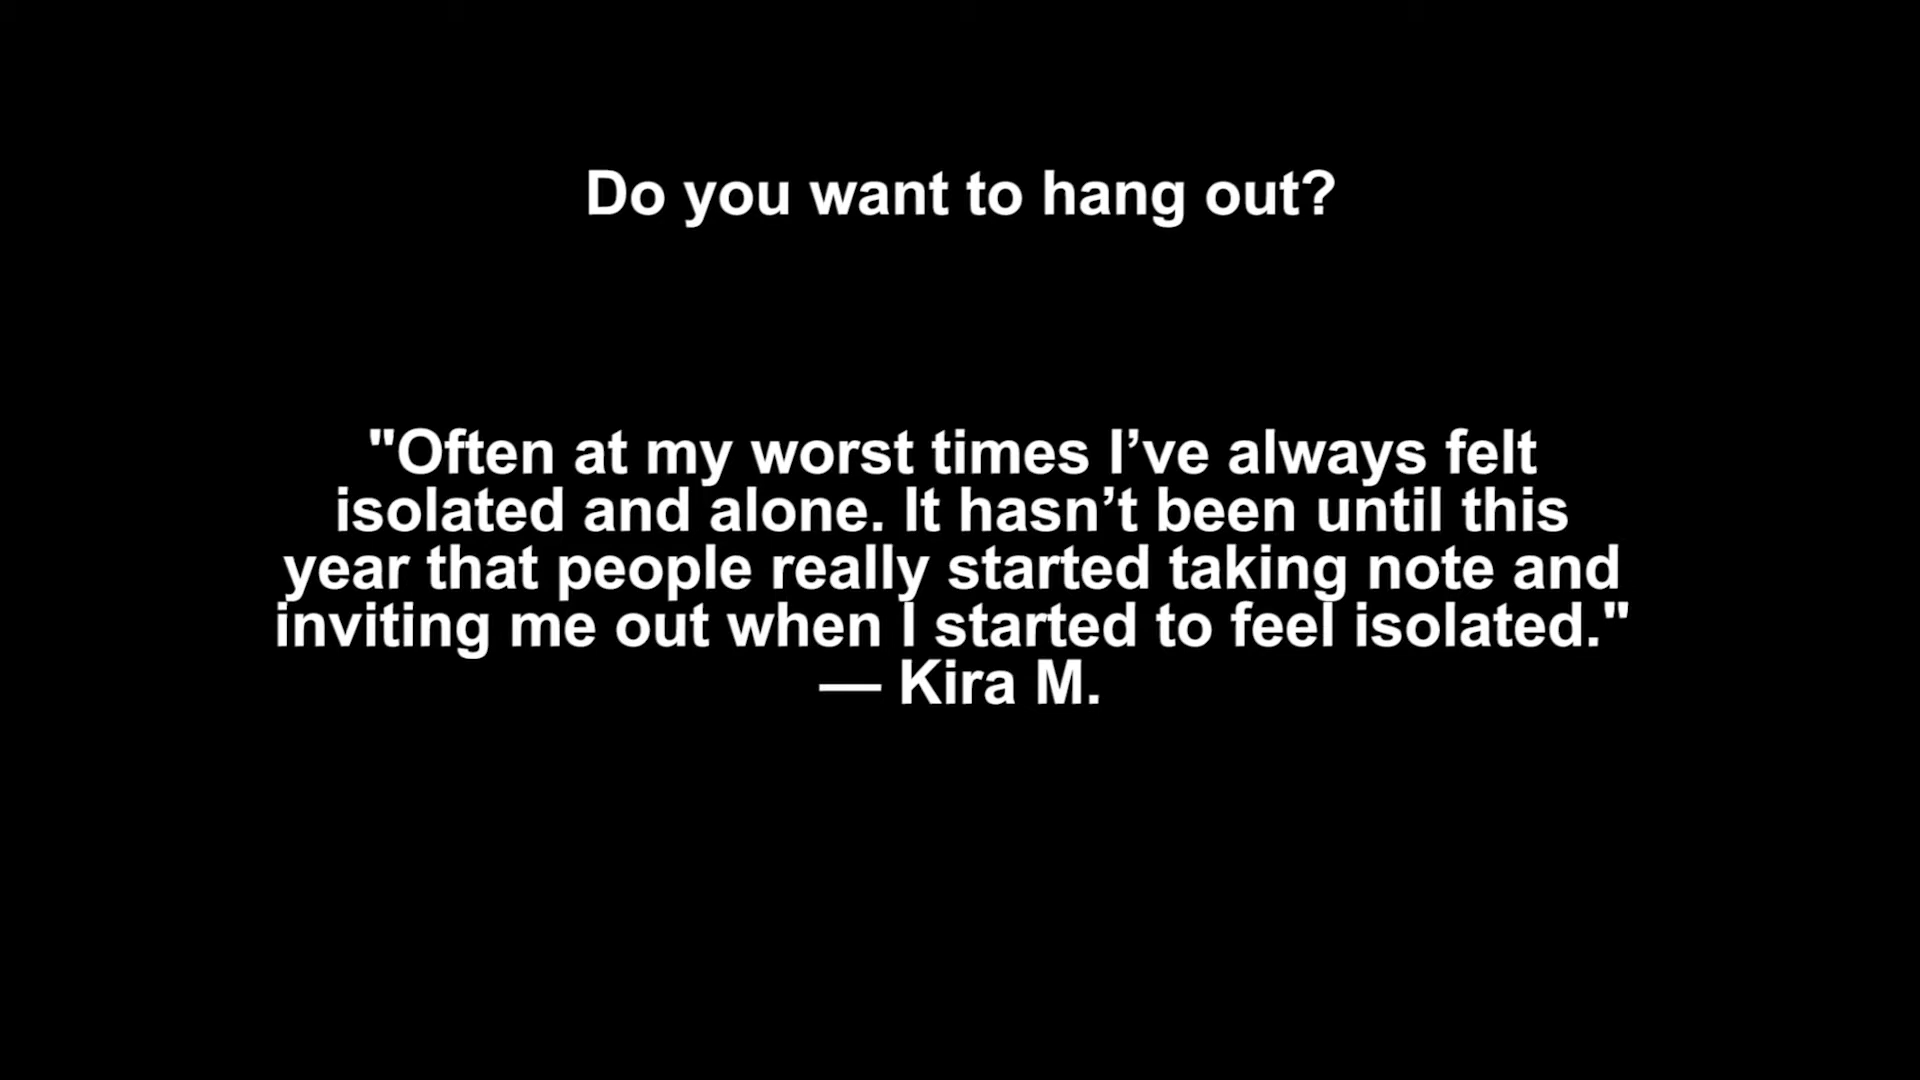 Do you want to hang out?
"Often at my worst times I’ve always felt
isolated and alone. It hasn’t been until this
year that people really started taking note and
inviting me out when I started to feel isolated."
— Kira M.